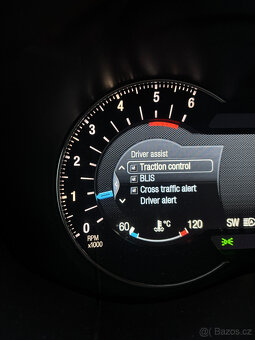 6
5
4
3
2
1
0
RPM
x1000
Driver assist
Traction control
BLIS
Cross traffic alert
Driver alert
60
°C
120
SW
© Bazoš.cz